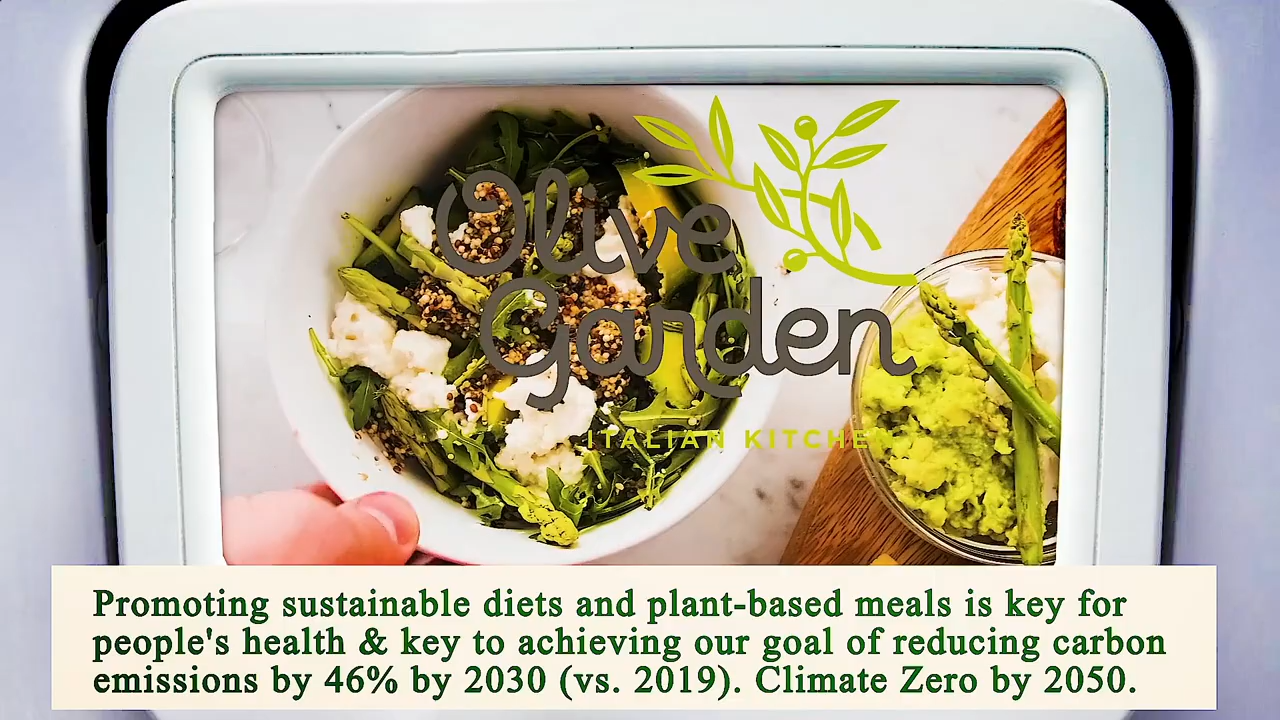 Olive
Garden
ITALIAN KITCHEN
Promoting sustainable diets and plant-based meals is key for
people's health & key to achieving our goal of reducing carbon
emissions by 46% by 2030 (vs. 2019). Climate Zero by 2050.